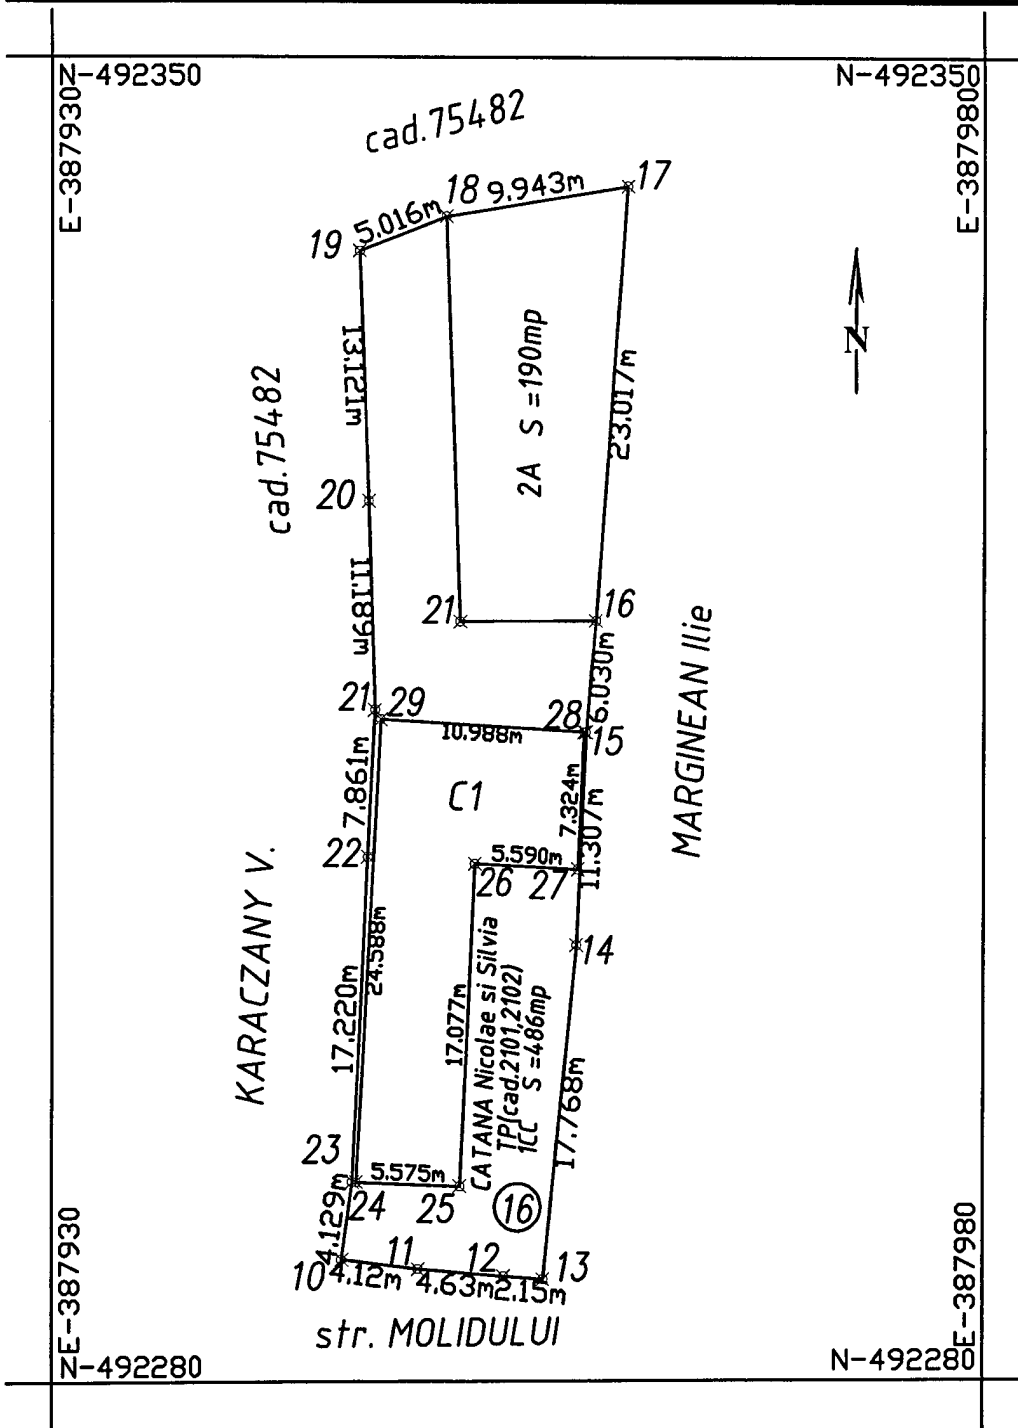 N-492350
N-492350
E-387930
E-387980
cad.75482
18
9.943m
17
5.016m
19
13.121m
2A S =190mp
23.017m
N
cad.75482
20
11.189m
21
16
6.030m
MARGINEAN Ilie
21
29
28
15
10.988m
7.861m
C1
7.324m
11.307m
5.590m
22
26
27
14
KARACZANY V.
24.588m
17.220m
17.077m
CATANA Nicolae si Silvia
TP(cad.2101,2102)
1CC S =486mp
17.768m
23
5.575m
24
25
16
4.129m
10
11
12
13
4.12m
4.63m
2.15m
str. MOLIDULUI
E-387930
E-387980
N-492280
N-492280